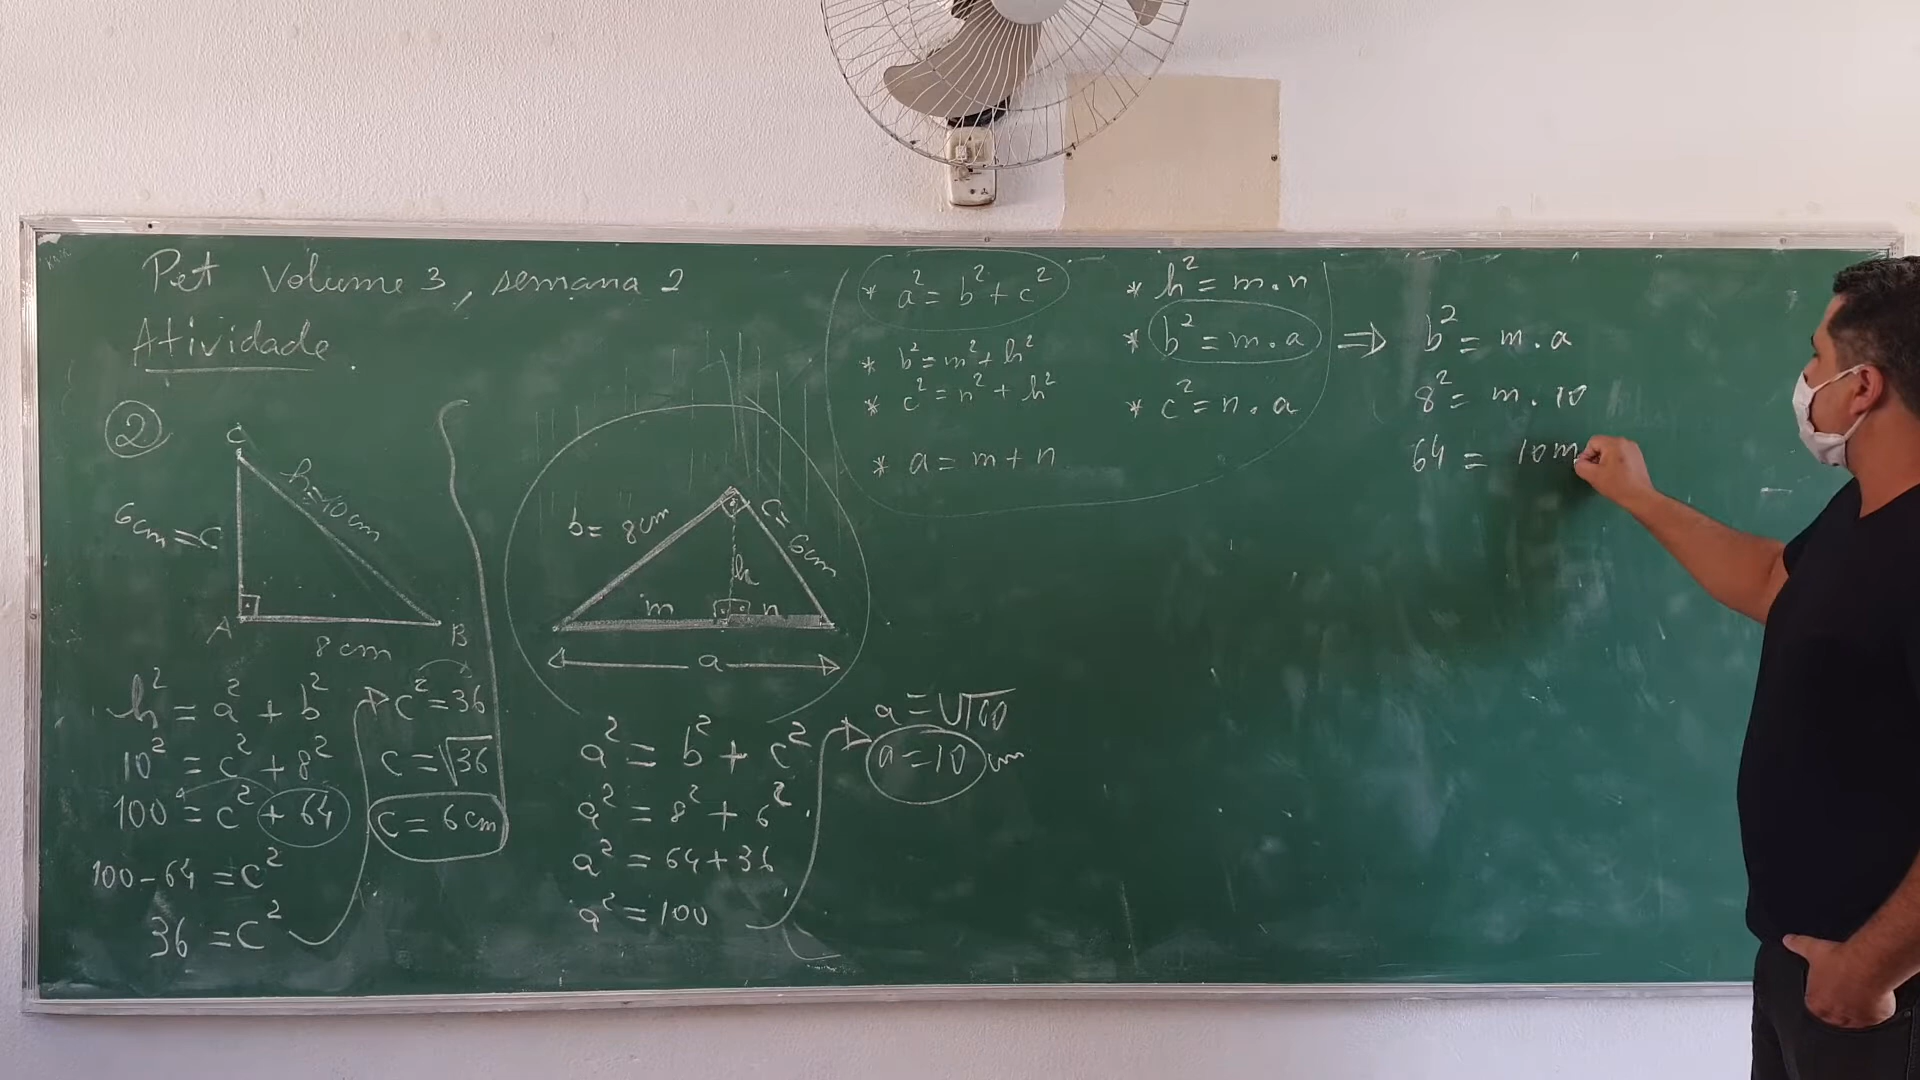 Pet Volume 3, semana 2
Atividade.
2
C
h=10cm
6cm=C
A
8cm
B
h² = a² + b²
10² = c² + 8²
100 = c² + 64
100-64 = c²
36 = c²
c² = 36
c = √36
c = 6cm
b= 8cm
c=6cm
h
m
n
a
a² = b² + c²
a² = 8² + 6²
a² = 64+36
a² = 100
a = √100
a = 10 cm
* a² = b² + c²
* b² = m² + h²
* c² = n² + h²
* a = m + n
* h² = m.n
* b² = m.a
* c² = n.a
⇒ b² = m.a
8² = m.10
64 = 10m